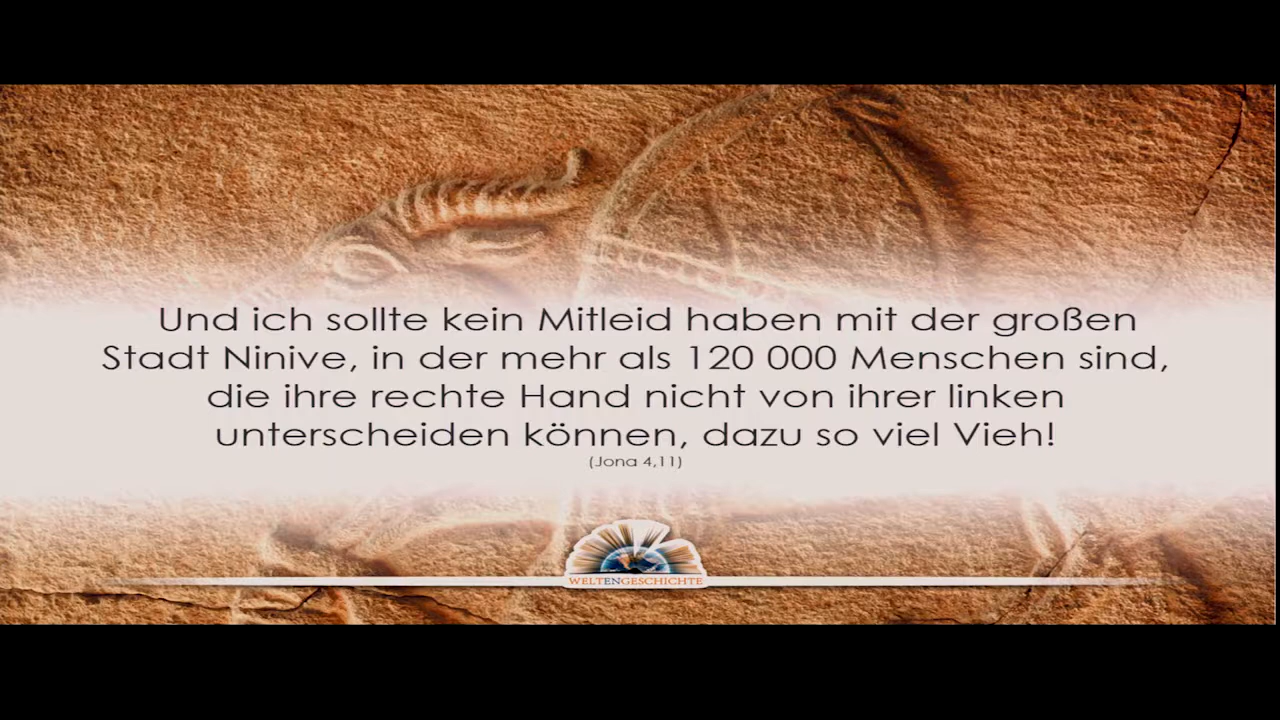 Und ich sollte kein Mitleid haben mit der großen
Stadt Ninive, in der mehr als 120 000 Menschen sind,
die ihre rechte Hand nicht von ihrer linken
unterscheiden können, dazu so viel Vieh!
(Jona 4,11)
WELTENGESCHICHTE